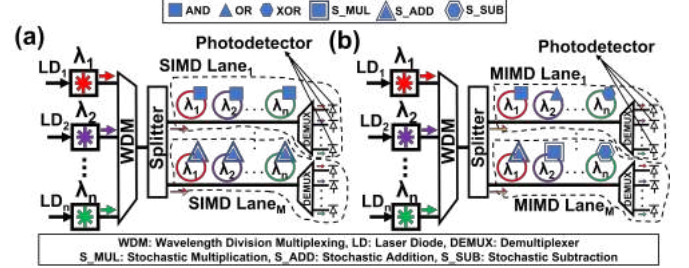 AND OR XOR S_MUL S_ADD S_SUB
(a)
λ1
LD1
λ2
LD2
λn
LDn
WDM
Splitter
SIMD Lane1
Photodetector
λ1 λ2 λn
DEMUX
λ1 λ2 λn
DEMUX
SIMD LaneM
(b)
λ1
LD1
λ2
LD2
λn
LDn
WDM
Splitter
MIMD Lane1
Photodetector
λ1 λ2 λn
DEMUX
λ1 λ2 λn
DEMUX
MIMD LaneM
WDM: Wavelength Division Multiplexing, LD: Laser Diode, DEMUX: Demultiplexer
S_MUL: Stochastic Multiplication, S_ADD: Stochastic Addition, S_SUB: Stochastic Subtraction